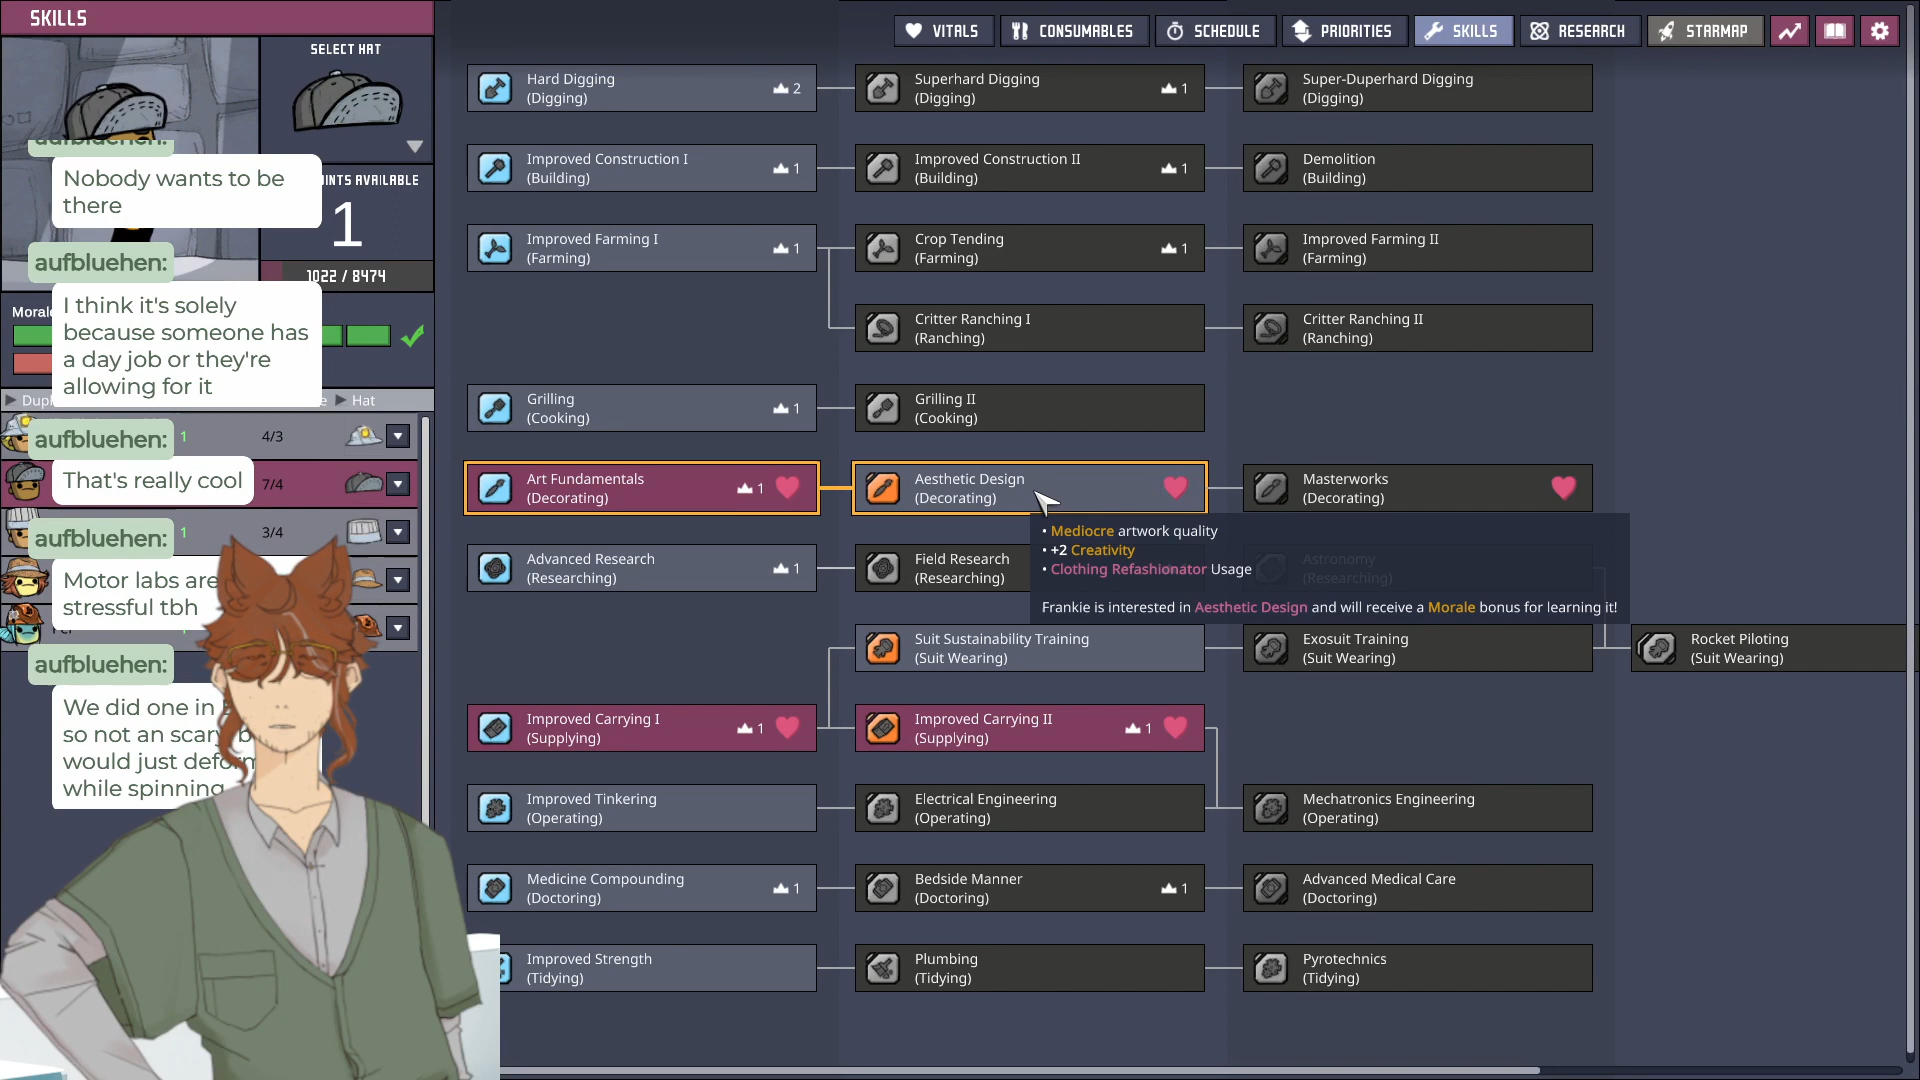 SKILLS
VITALS
CONSUMABLES
SCHEDULE
PRIORITIES
SKILLS
RESEARCH
STARMAP
SELECT HAT
AVAILABLE
1
1022 / 8474
Morale
aufbluehen:
Nobody wants to be
there
aufbluehen:
I think it's solely
because someone has
a day job or they're
allowing for it
Hat
aufbluehen:
1
4/3
That's really cool
7/4
aufbluehen:
1
3/4
Motor labs are
stressful tbh
aufbluehen:
We did one in
so not an scary
would just deform
while spinning
Hard Digging
(Digging)
2
Superhard Digging
(Digging)
1
Super-Duperhard Digging
(Digging)
Improved Construction I
(Building)
1
Improved Construction II
(Building)
1
Demolition
(Building)
Improved Farming I
(Farming)
1
Crop Tending
(Farming)
1
Improved Farming II
(Farming)
Critter Ranching I
(Ranching)
Critter Ranching II
(Ranching)
Grilling
(Cooking)
1
Grilling II
(Cooking)
Art Fundamentals
(Decorating)
1
Aesthetic Design
(Decorating)
Masterworks
(Decorating)
• Mediocre artwork quality
• +2 Creativity
• Clothing Refashionator Usage
Frankie is interested in Aesthetic Design and will receive a Morale bonus for learning it!
Advanced Research
(Researching)
1
Field Research
(Researching)
Astronomy
(Researching)
Suit Sustainability Training
(Suit Wearing)
Exosuit Training
(Suit Wearing)
Rocket Piloting
(Suit Wearing)
Improved Carrying I
(Supplying)
1
Improved Carrying II
(Supplying)
1
Improved Tinkering
(Operating)
Electrical Engineering
(Operating)
Mechatronics Engineering
(Operating)
Medicine Compounding
(Doctoring)
1
Bedside Manner
(Doctoring)
1
Advanced Medical Care
(Doctoring)
Improved Strength
(Tidying)
Plumbing
(Tidying)
Pyrotechnics
(Tidying)